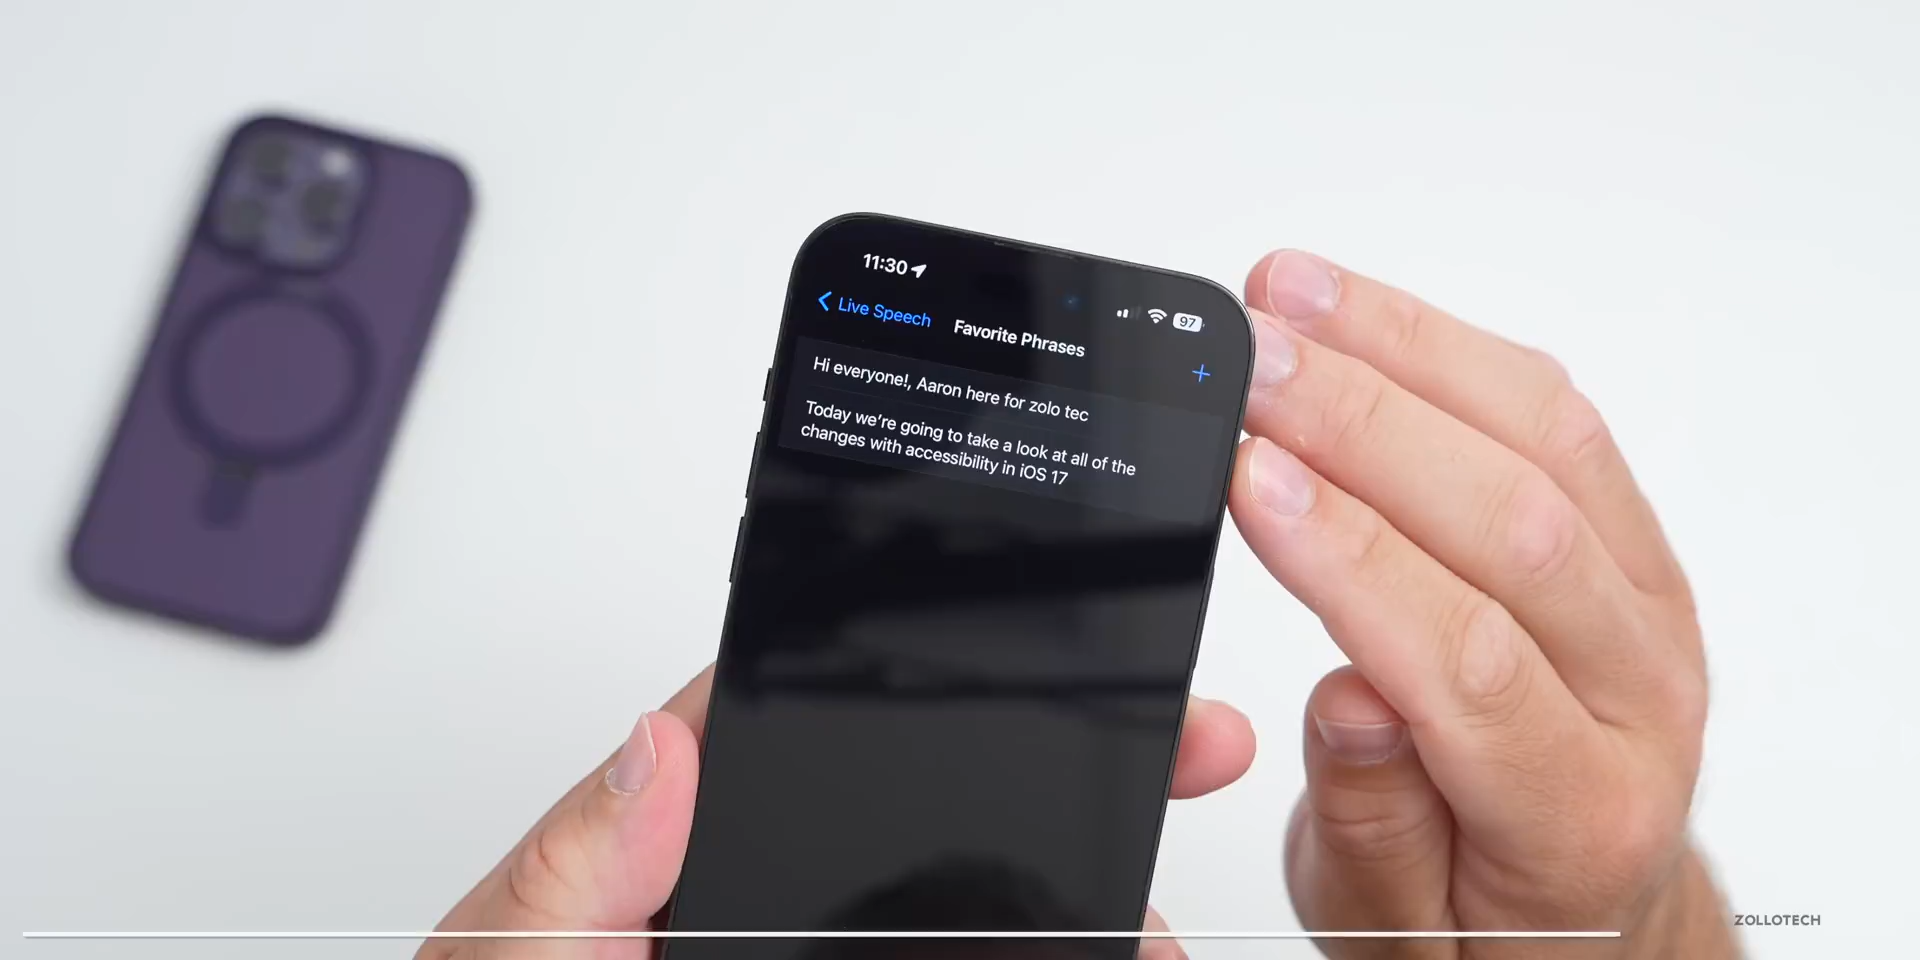 11:30
97
Live Speech
Favorite Phrases
Hi everyone!, Aaron here for zolo tec
Today we're going to take a look at all of the
changes with accessibility in iOS 17
ZOLLOTECH